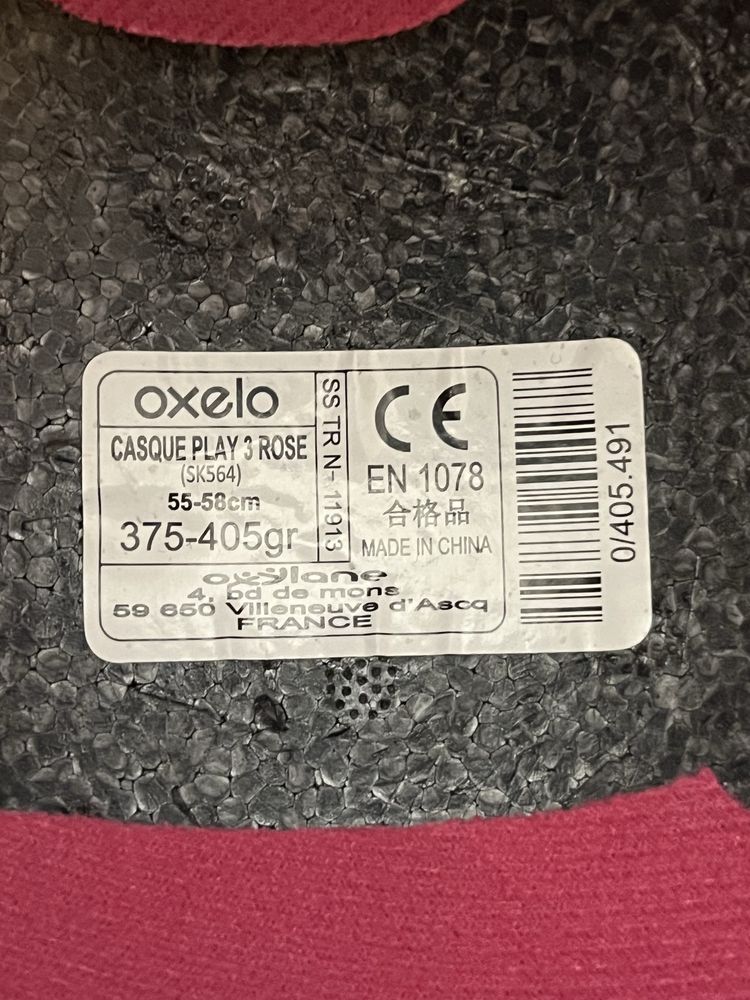 oxelo
CASQUE PLAY 3 ROSE
(SK564)
55-58cm
375-405gr
SS TR N- 11913
CE
EN 1078
合格品
MADE IN CHINA
oxylane
4, bd de mons
59 650 Villeneuve d'Ascq
FRANCE
0/405.491